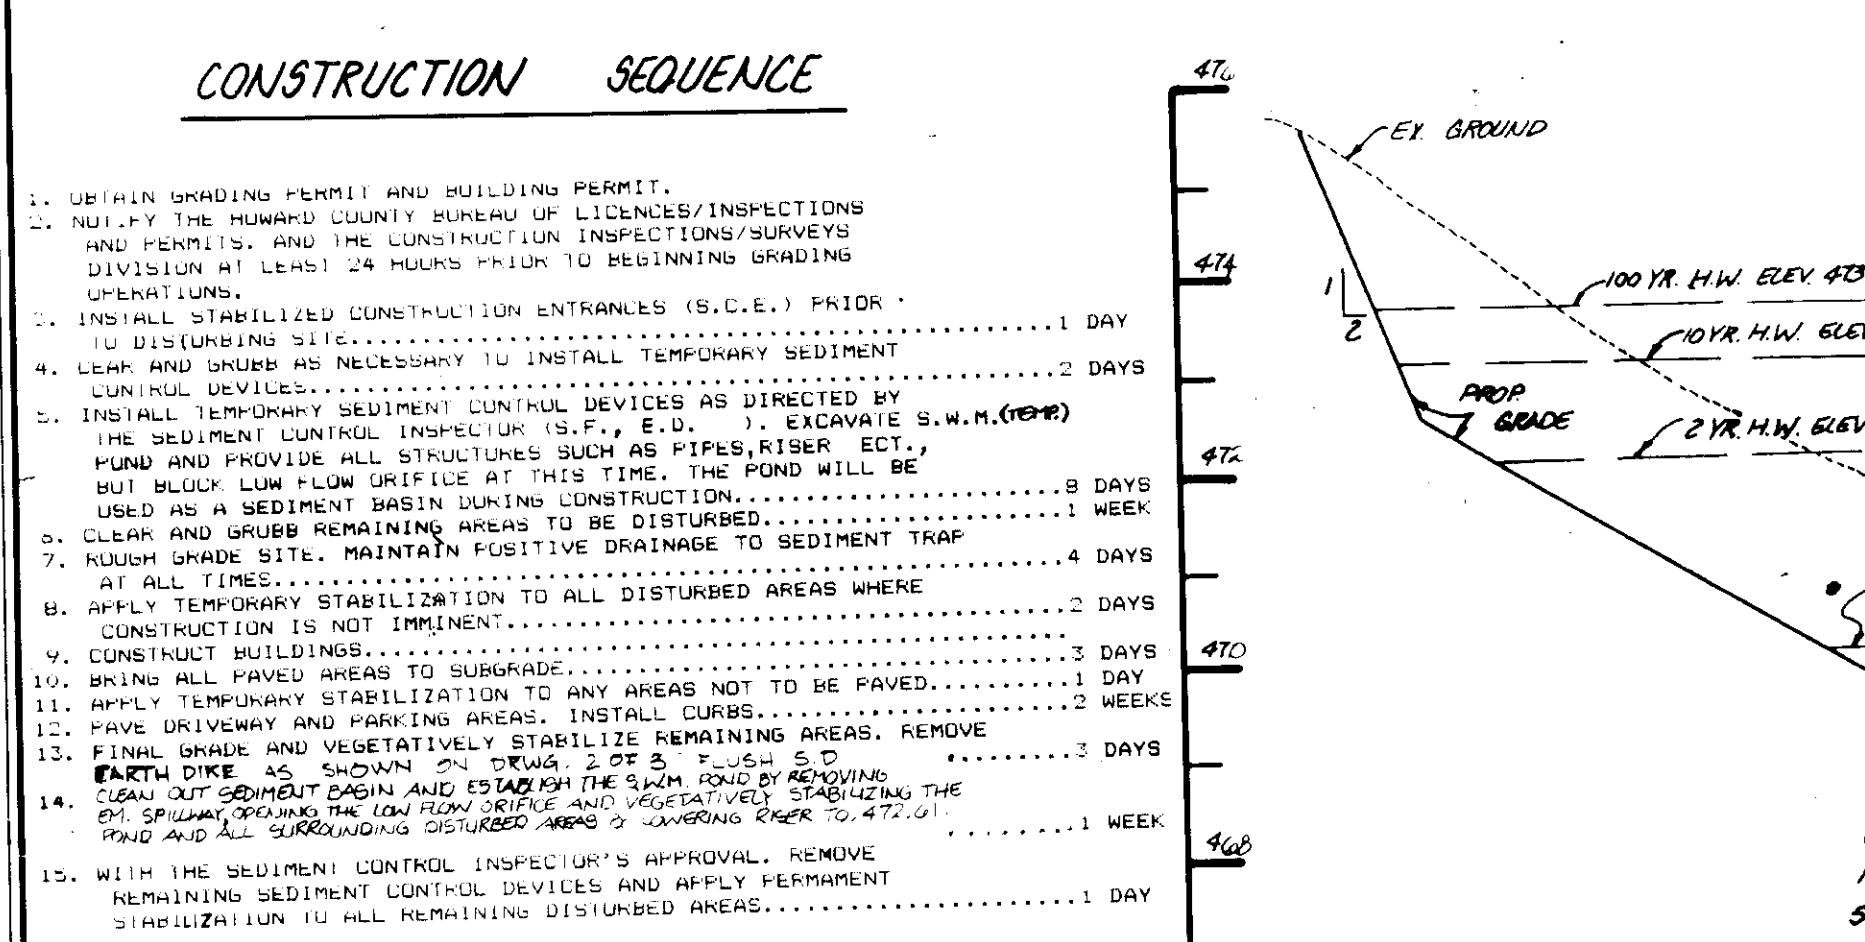 CONSTRUCTION SEQUENCE
1. OBTAIN GRADING PERMIT AND BUILDING PERMIT.
2. NOTIFY THE HOWARD COUNTY BUREAU OF LICENCES/INSPECTIONS
AND PERMITS. AND THE CONSTRUCTION INSPECTIONS/SURVEYS
DIVISION AT LEAST 24 HOURS PRIOR TO BEGINNING GRADING
OPERATIONS.
3. INSTALL STABILIZED CONSTRUCTION ENTRANCES (S.C.E.) PRIOR
TO DISTURBING SITE..............................................1 DAY
4. CLEAR AND GRUBB AS NECESSARY TO INSTALL TEMPORARY SEDIMENT
CONTROL DEVICES..................................................2 DAYS
5. INSTALL TEMPORARY SEDIMENT CONTROL DEVICES AS DIRECTED BY
THE SEDIMENT CONTROL INSPECTOR (S.F., E.D. ). EXCAVATE S.W.M.(TEMP.)
POND AND PROVIDE ALL STRUCTURES SUCH AS PIPES,RISER ECT.,
BUT BLOCK LOW FLOW ORIFICE AT THIS TIME. THE POND WILL BE
USED AS A SEDIMENT BASIN DURING CONSTRUCTION......................8 DAYS
6. CLEAR AND GRUBB REMAINING AREAS TO BE DISTURBED....................1 WEEK
7. ROUGH GRADE SITE. MAINTAIN POSITIVE DRAINAGE TO SEDIMENT TRAP
AT ALL TIMES.....................................................4 DAYS
8. APPLY TEMPORARY STABILIZATION TO ALL DISTURBED AREAS WHERE
CONSTRUCTION IS NOT IMMINENT.....................................2 DAYS
9. CONSTRUCT BUILDINGS................................................
10. BRING ALL PAVED AREAS TO SUBGRADE.................................3 DAYS
11. APPLY TEMPORARY STABILIZATION TO ANY AREAS NOT TO BE PAVED..........1 DAY
12. PAVE DRIVEWAY AND PARKING AREAS. INSTALL CURBS.....................2 WEEKS
13. FINAL GRADE AND VEGETATIVELY STABILIZE REMAINING AREAS. REMOVE
EARTH DIKE AS SHOWN ON DRWG. 2 OF 3 FLUSH S.D .........3 DAYS
14. CLEAN OUT SEDIMENT BASIN AND ESTABLISH THE S.W.M. POND BY REMOVING
EM. SPILLWAY, OPENING THE LOW FLOW ORIFICE AND VEGETATIVELY STABILIZING THE
POND AND ALL SURROUNDING DISTURBED AREAS & LOWERING RISER TO 472.61. .........1 WEEK
15. WITH THE SEDIMENT CONTROL INSPECTOR'S APPROVAL. REMOVE
REMAINING SEDIMENT CONTROL DEVICES AND APPLY PERMAMENT
STABILIZATION TO ALL REMAINING DISTURBED AREAS....................1 DAY
476
474
472
470
468
EX. GROUND
1
2
100 YR. H.W. ELEV. 473
10 YR. H.W. ELEV
PROP.
GRADE
2 YR. H.W. ELEV